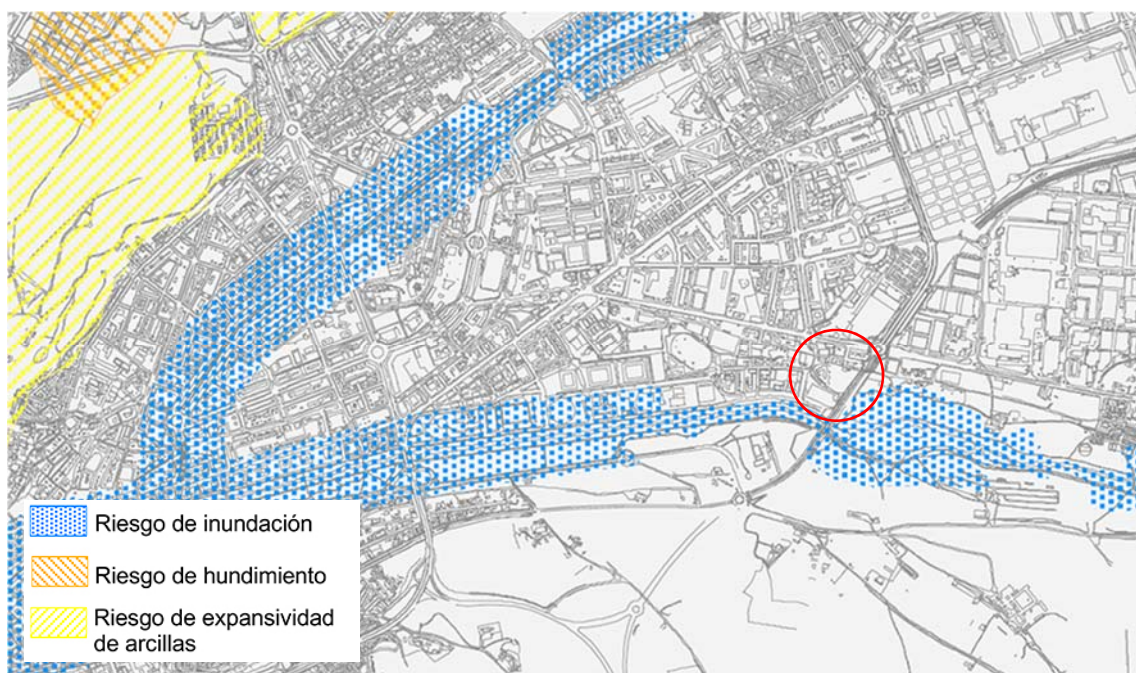 Riesgo de inundación
Riesgo de hundimiento
Riesgo de expansividad
de arcillas